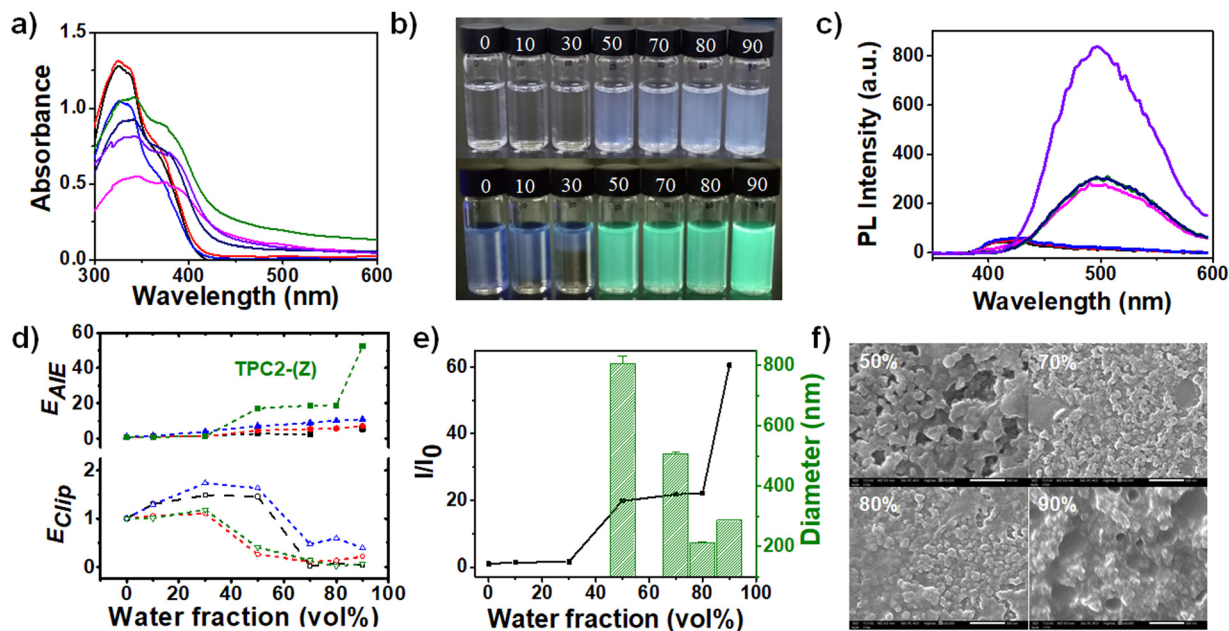 a)
1.5
1.0
0.5
0.0
Absorbance
300 400 500 600
Wavelength (nm)
b)
0 10 30 50 70 80 90
0 10 30 50 70 80 90
c)
800
600
400
200
0
PL Intensity (a.u.)
400 500 600
Wavelength (nm)
d)
60
40
20
0
E_AIE
TPC2-(Z)
2
1
0
E_Clip
0 20 40 60 80 100
Water fraction (vol%)
e)
60
40
20
0
I/I₀
800
600
400
200
Diameter (nm)
0 20 40 60 80 100
Water fraction (vol%)
f)
50%
70%
80%
90%